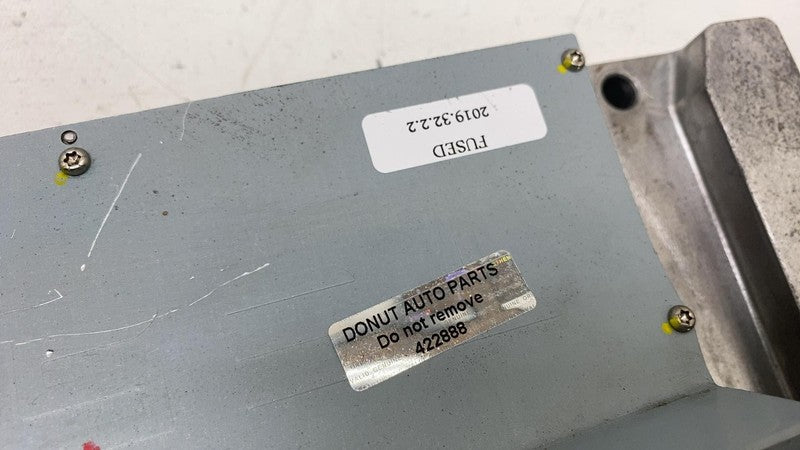 FUSED
2019.32.2.2
DONUT AUTO PARTS
Do not remove
422888